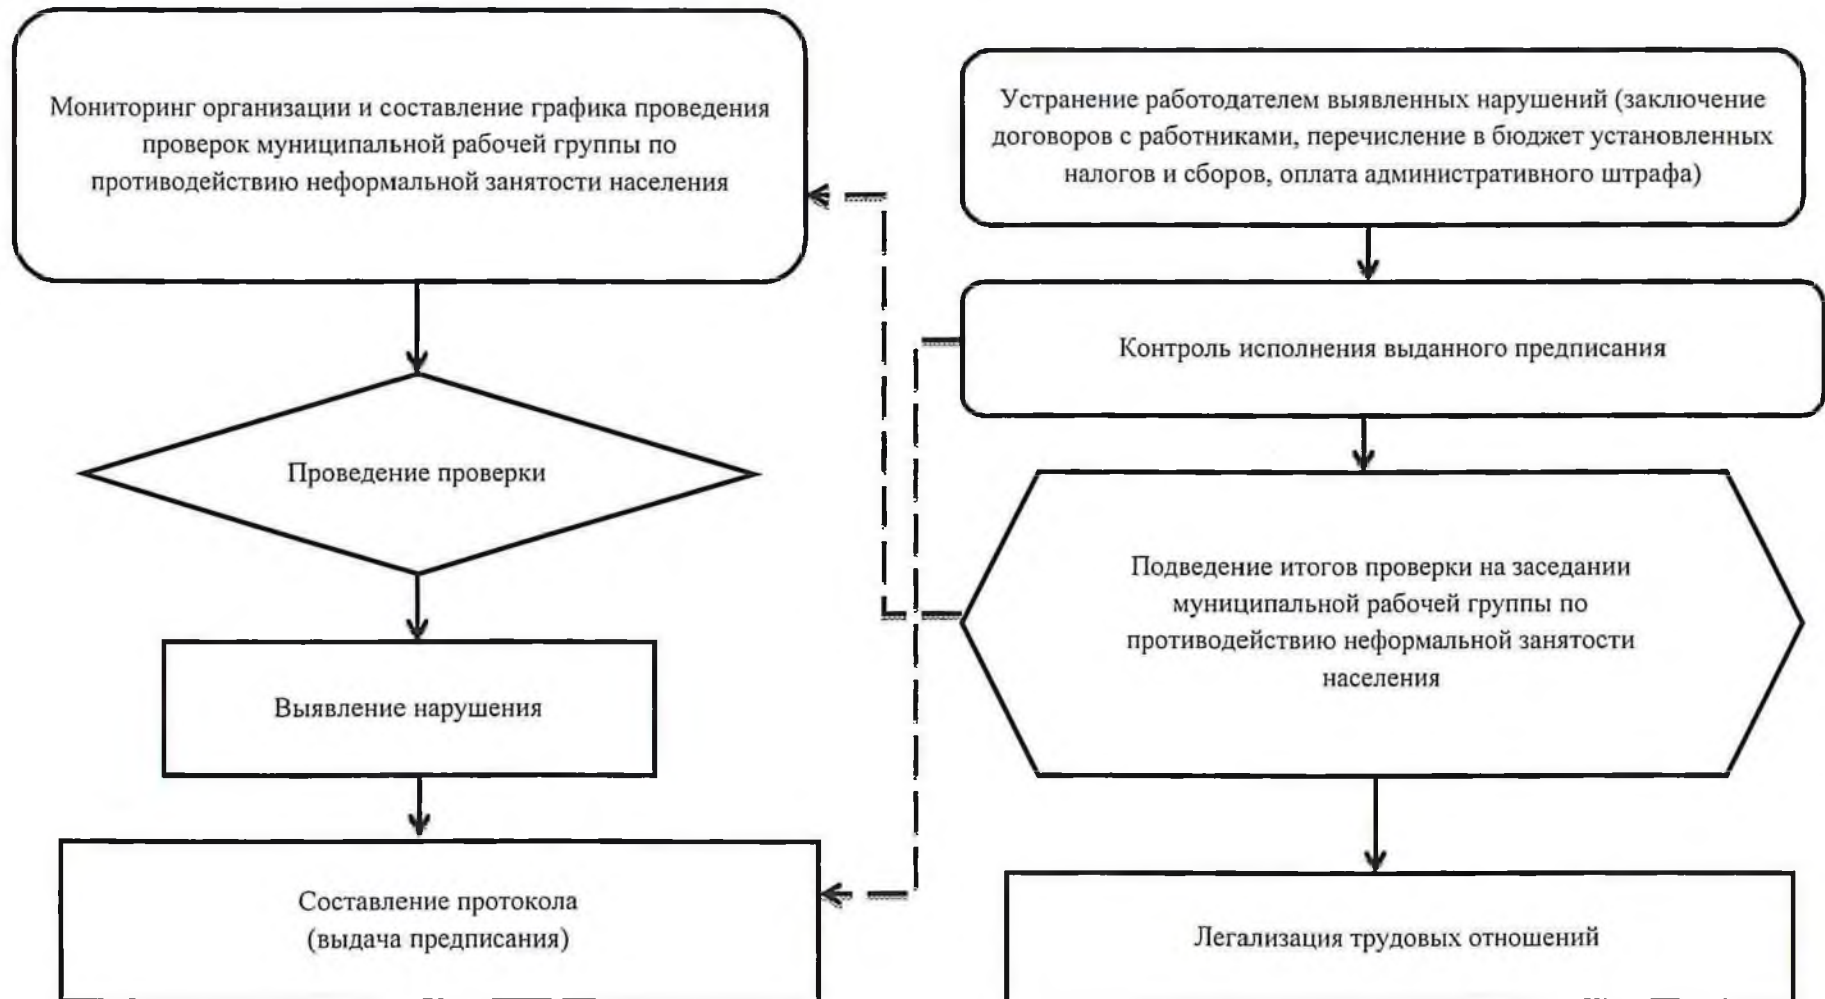 Мониторинг организации и составление графика проведения
проверок муниципальной рабочей группы по
противодействию неформальной занятости населения
Проведение проверки
Выявление нарушения
Составление протокола
(выдача предписания)
Устранение работодателем выявленных нарушений (заключение
договоров с работниками, перечисление в бюджет установленных
налогов и сборов, оплата административного штрафа)
Контроль исполнения выданного предписания
Подведение итогов проверки на заседании
муниципальной рабочей группы по
противодействию неформальной занятости
населения
Легализация трудовых отношений